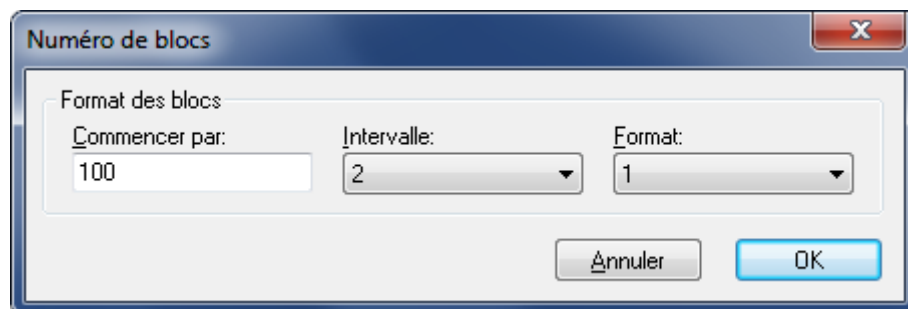 Numéro de blocs
Format des blocs
Commencer par: Intervalle: Format:
100 2 1
Annuler OK